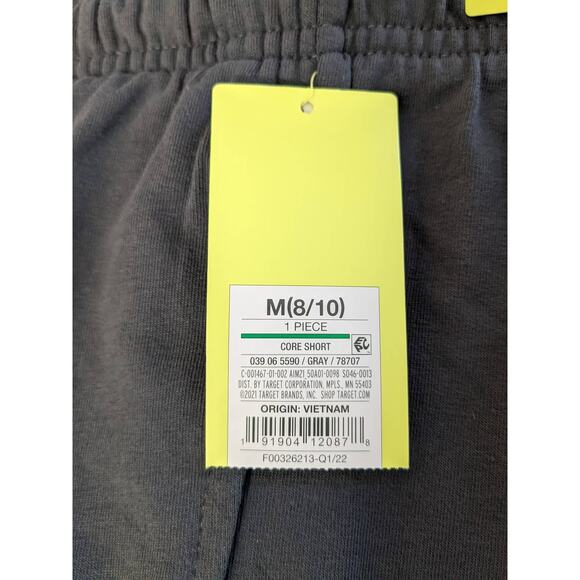 M(8/10)
1 PIECE
CORE SHORT
039 06 5590 / GRAY / 78707
C-001467-01-002 AIM21_50A01-0098 S046-0013
DIST. BY TARGET CORPORATION, MPLS., MN 55403
©2021 TARGET BRANDS, INC. SHOP TARGET.COM
ORIGIN: VIETNAM
1 91904 12087 8
F00326213-Q1/22